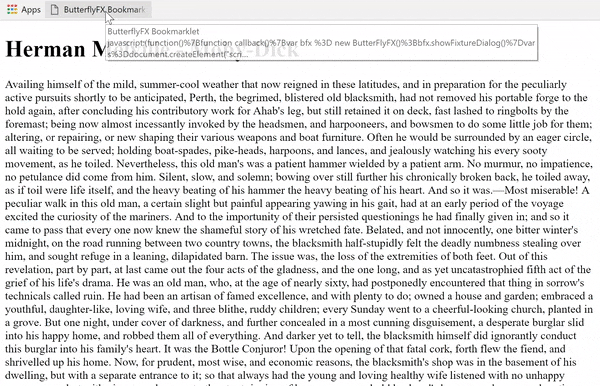 Apps ButterflyFX Bookmark
ButterflyFX Bookmarklet
javascript:(function()%7Bfunction callback()%7Bvar bfx %3D new ButterflyFX()%3Bbfx.showFixtureDialog()%7Dvar
s%3Ddocument.createElement("scri...
Herman M Dick
Availing himself of the mild, summer-cool weather that now reigned in these latitudes, and in preparation for the peculiarly
active pursuits shortly to be anticipated, Perth, the begrimed, blistered old blacksmith, had not removed his portable forge to the
hold again, after concluding his contributory work for Ahab's leg, but still retained it on deck, fast lashed to ringbolts by the
foremast; being now almost incessantly invoked by the headsmen, and harpooneers, and bowsmen to do some little job for them;
altering, or repairing, or new shaping their various weapons and boat furniture. Often he would be surrounded by an eager circle,
all waiting to be served; holding boat-spades, pike-heads, harpoons, and lances, and jealously watching his every sooty
movement, as he toiled. Nevertheless, this old man's was a patient hammer wielded by a patient arm. No murmur, no impatience,
no petulance did come from him. Silent, slow, and solemn; bowing over still further his chronically broken back, he toiled away,
as if toil were life itself, and the heavy beating of his hammer the heavy beating of his heart. And so it was.—Most miserable! A
peculiar walk in this old man, a certain slight but painful appearing yawing in his gait, had at an early period of the voyage
excited the curiosity of the mariners. And to the importunity of their persisted questionings he had finally given in; and so it
came to pass that every one now knew the shameful story of his wretched fate. Belated, and not innocently, one bitter winter's
midnight, on the road running between two country towns, the blacksmith half-stupidly felt the deadly numbness stealing over
him, and sought refuge in a leaning, dilapidated barn. The issue was, the loss of the extremities of both feet. Out of this
revelation, part by part, at last came out the four acts of the gladness, and the one long, and as yet uncatastrophied fifth act of the
grief of his life's drama. He was an old man, who, at the age of nearly sixty, had postponedly encountered that thing in sorrow's
technicals called ruin. He had been an artisan of famed excellence, and with plenty to do; owned a house and garden; embraced a
youthful, daughter-like, loving wife, and three blithe, ruddy children; every Sunday went to a cheerful-looking church, planted in
a grove. But one night, under cover of darkness, and further concealed in a most cunning disguisement, a desperate burglar slid
into his happy home, and robbed them all of everything. And darker yet to tell, the blacksmith himself did ignorantly conduct
this burglar into his family's heart. It was the Bottle Conjuror! Upon the opening of that fatal cork, forth flew the fiend, and
shrivelled up his home. Now, for prudent, most wise, and economic reasons, the blacksmith's shop was in the basement of his
dwelling, but with a separate entrance to it; so that always had the young and loving healthy wife listened with no unhappy